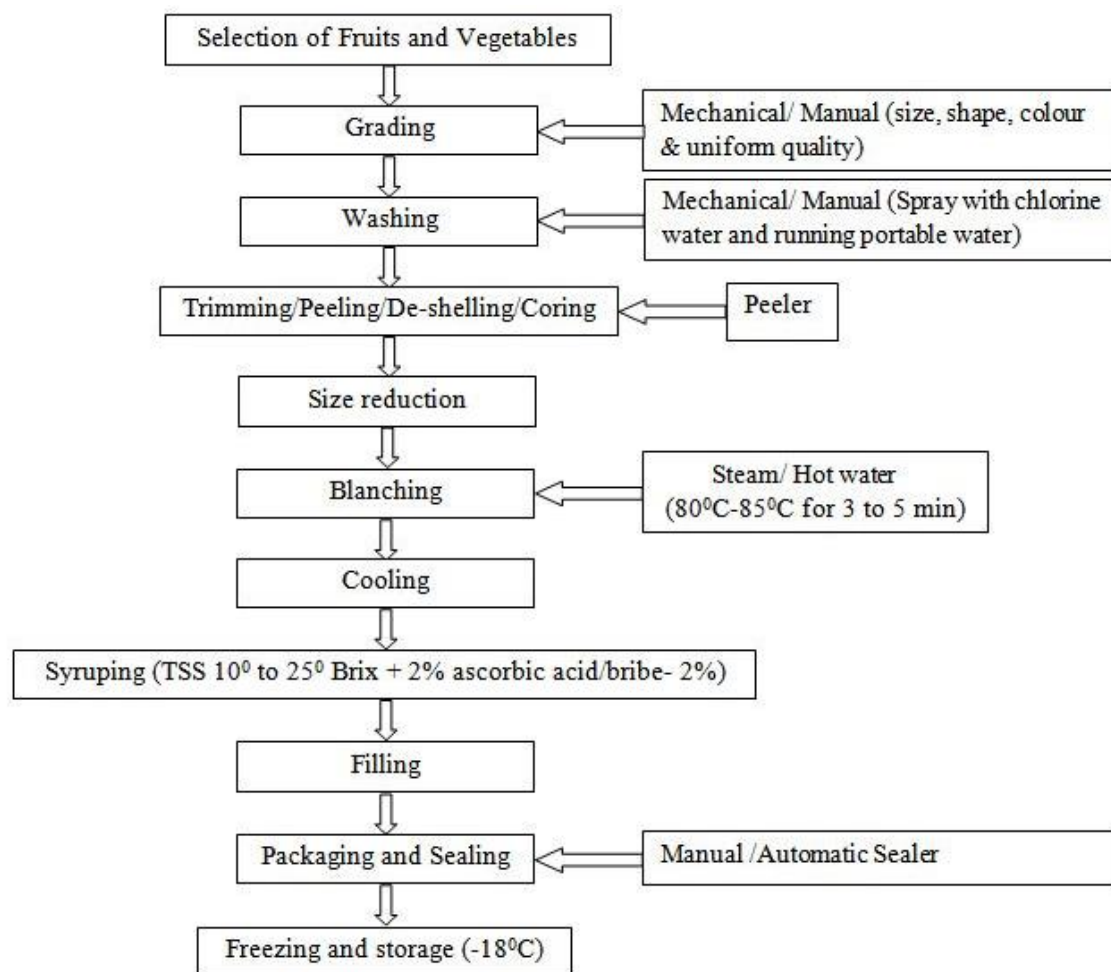 Selection of Fruits and Vegetables
Grading
Mechanical/ Manual (size, shape, colour
& uniform quality)
Washing
Mechanical/ Manual (Spray with chlorine
water and running portable water)
Trimming/Peeling/De-shelling/Coring
Peeler
Size reduction
Blanching
Steam/ Hot water
(80⁰C-85⁰C for 3 to 5 min)
Cooling
Syruping (TSS 10⁰ to 25⁰ Brix + 2% ascorbic acid/bribe- 2%)
Filling
Packaging and Sealing
Manual /Automatic Sealer
Freezing and storage (-18⁰C)